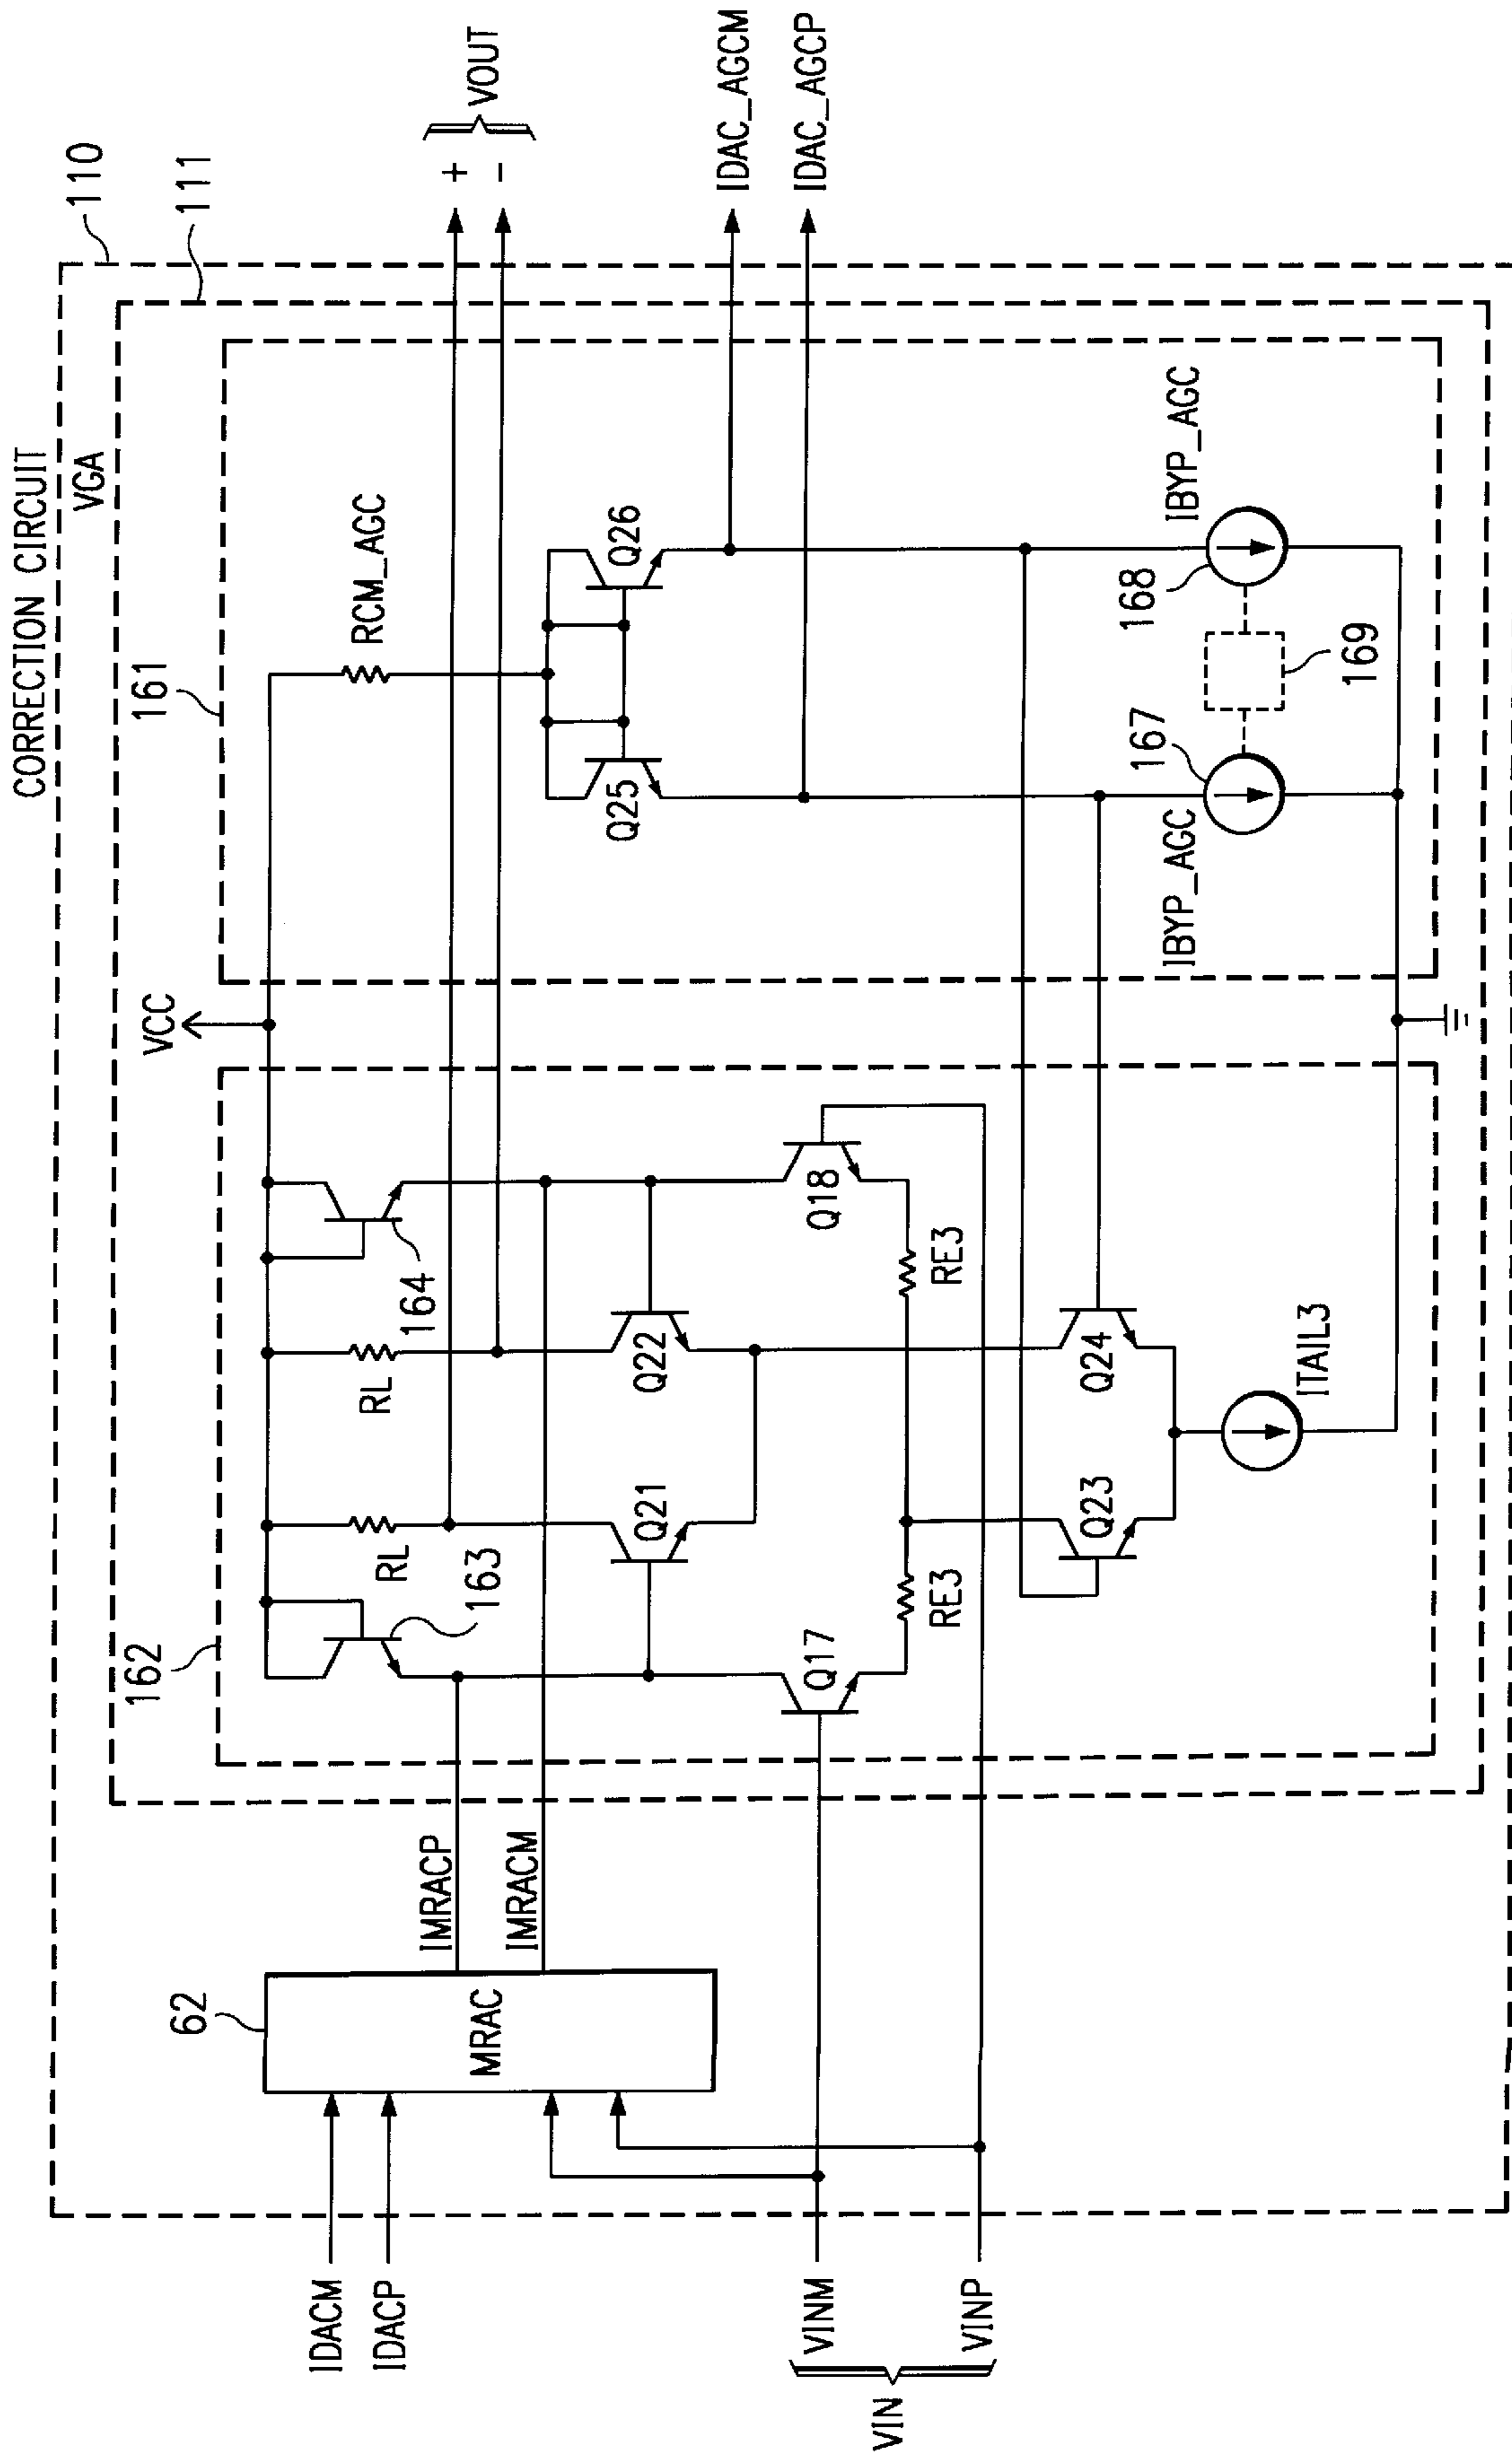 CORRECTION CIRCUIT
110
VGA
111
161
162
VCC
RCM_AGC
VOUT
+
-
IDAC_AGCM
IDAC_AGCP
62
MRAC
IMRACP
IMRACM
IDACM
IDACP
163
RL
RL
164
Q21
Q22
Q25
Q26
Q17
Q18
RE3
RE3
Q23
Q24
ITAIL3
VIN
VINM
VINP
IBYP_AGC
167
168
IBYP_AGC
169